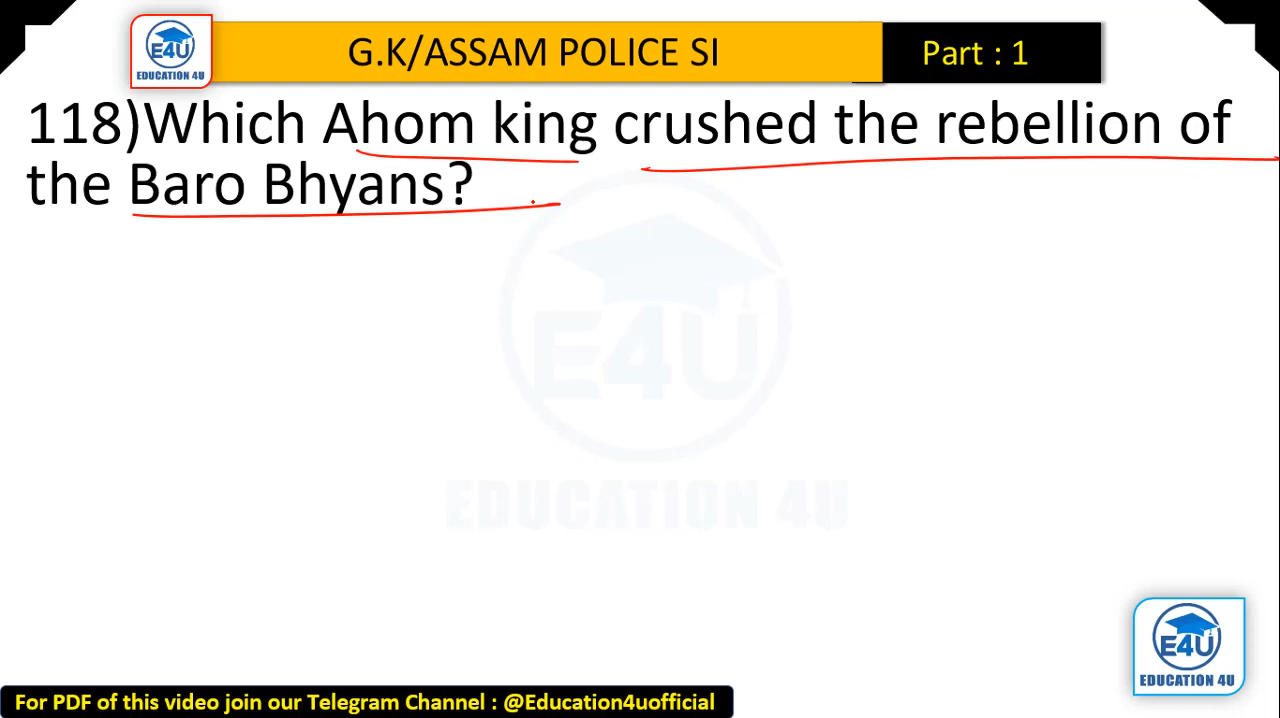 E4U
EDUCATION 4U
G.K/ASSAM POLICE SI
Part : 1
118)Which Ahom king crushed the rebellion of
the Baro Bhyans?
E4U
EDUCATION 4U
E4U
EDUCATION 4U
For PDF of this video join our Telegram Channel : @Education4uofficial